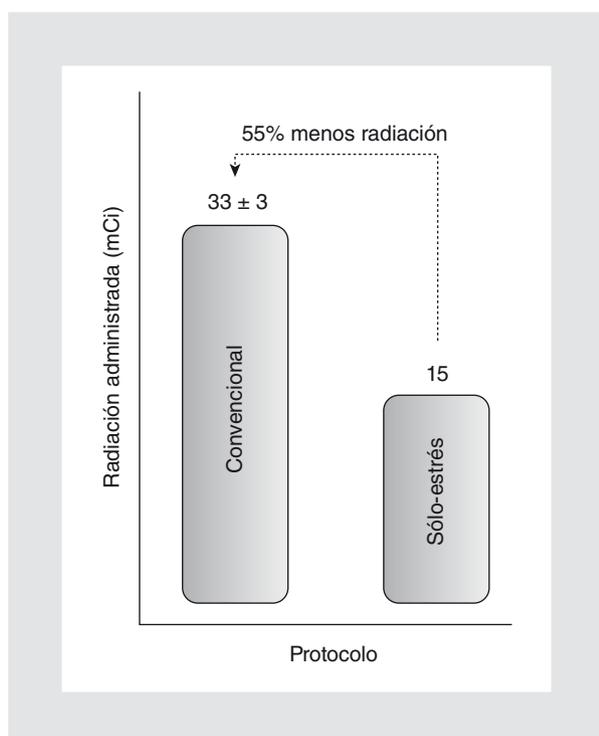 55% menos radiación
33 ± 3
15
Radiación administrada (mCi)
Convencional
Sólo-estrés
Protocolo